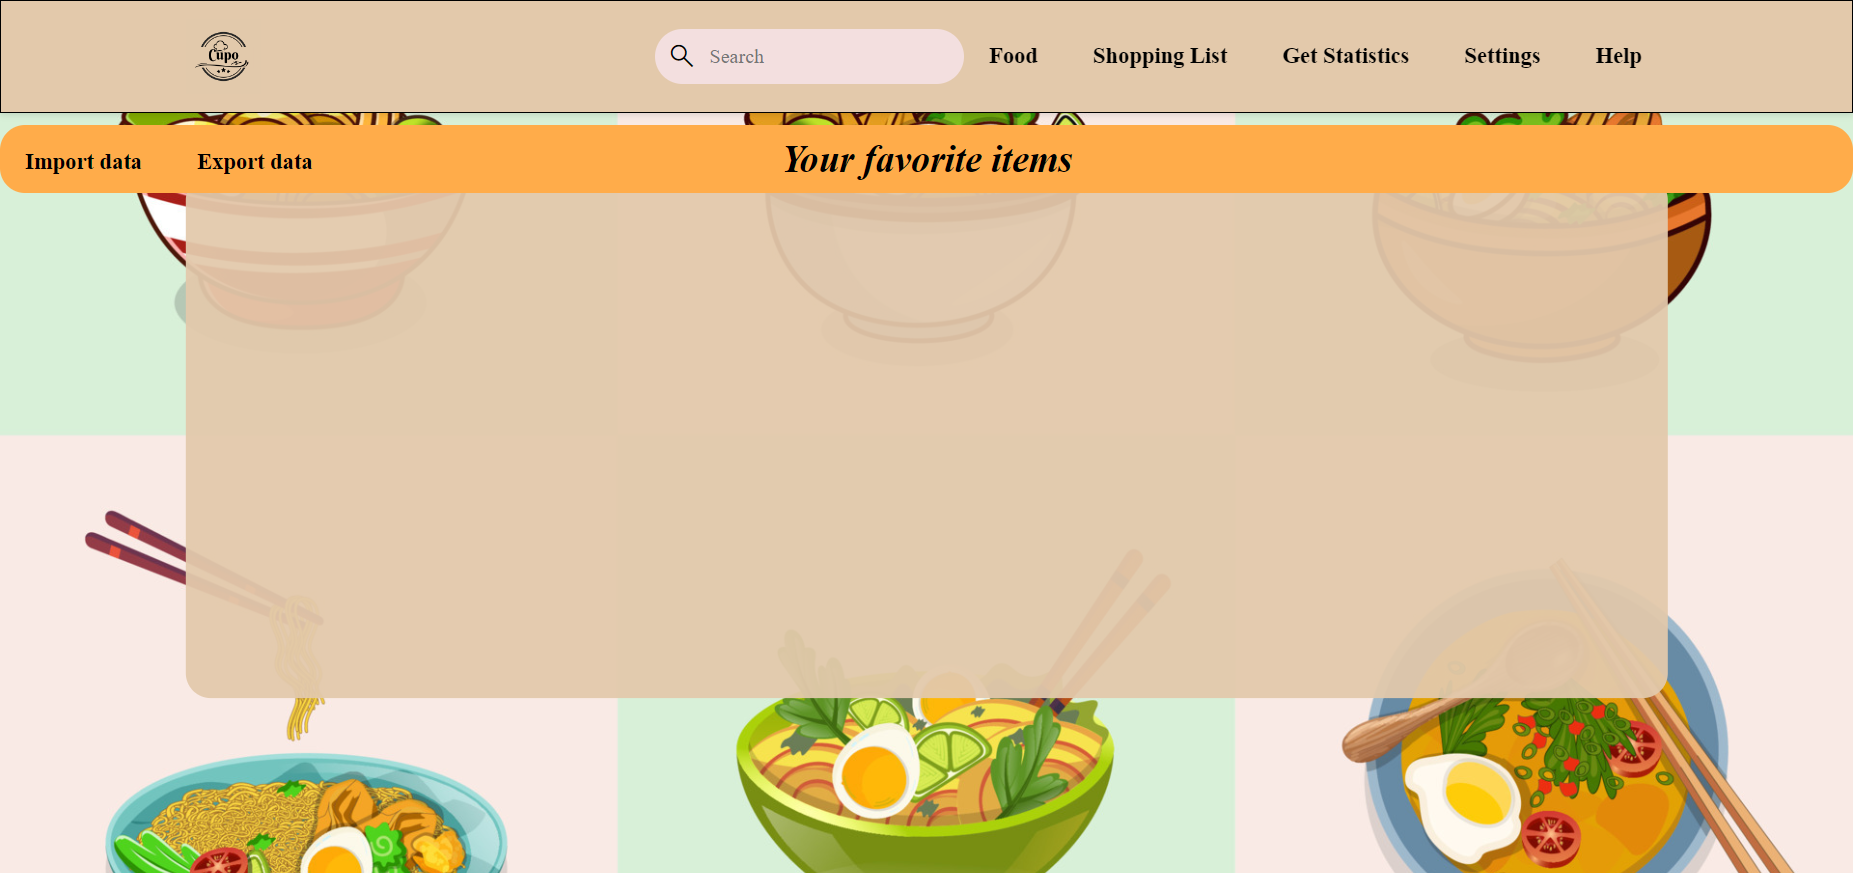 Cupo
Search
Food
Shopping List
Get Statistics
Settings
Help
Import data
Export data
Your favorite items